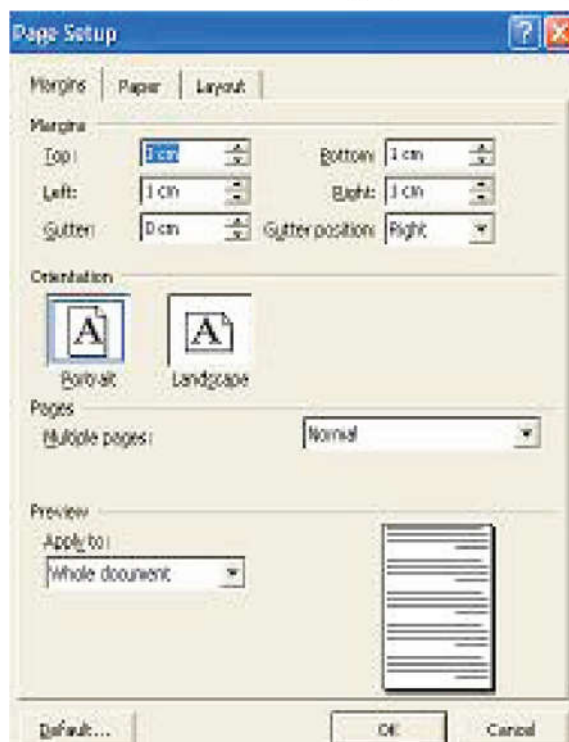 Page Setup
Margins Paper Layout
Margins
Top: 1 cm Bottom: 1 cm
Left: 1 cm Right: 1 cm
Gutter: 0 cm Gutter position: Right
Orientation
A A
Portrait Landscape
Pages
Multiple pages: Normal
Preview
Apply to:
Whole document
Default... OK Cancel